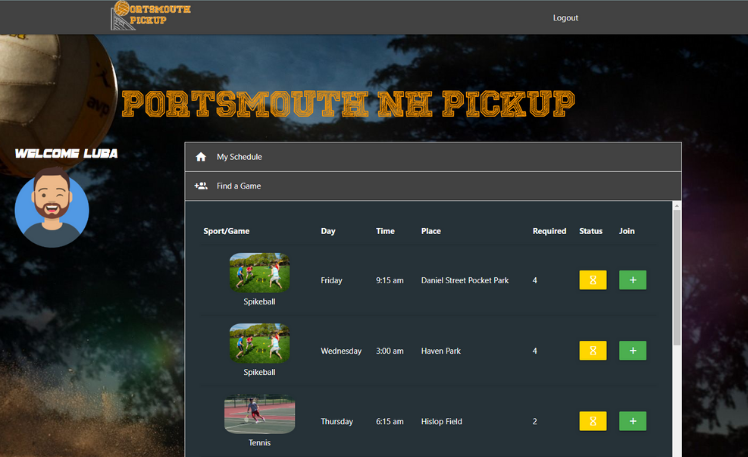 PORTSMOUTH
PICKUP
Logout
PORTSMOUTH NH PICKUP
WELCOME LUBA
My Schedule
Find a Game
Sport/Game Day Time Place Required Status Join
Friday 9:15 am Daniel Street Pocket Park 4
Spikeball
Wednesday 3:00 am Haven Park 4
Spikeball
Thursday 6:15 am Hislop Field 2
Tennis
avp